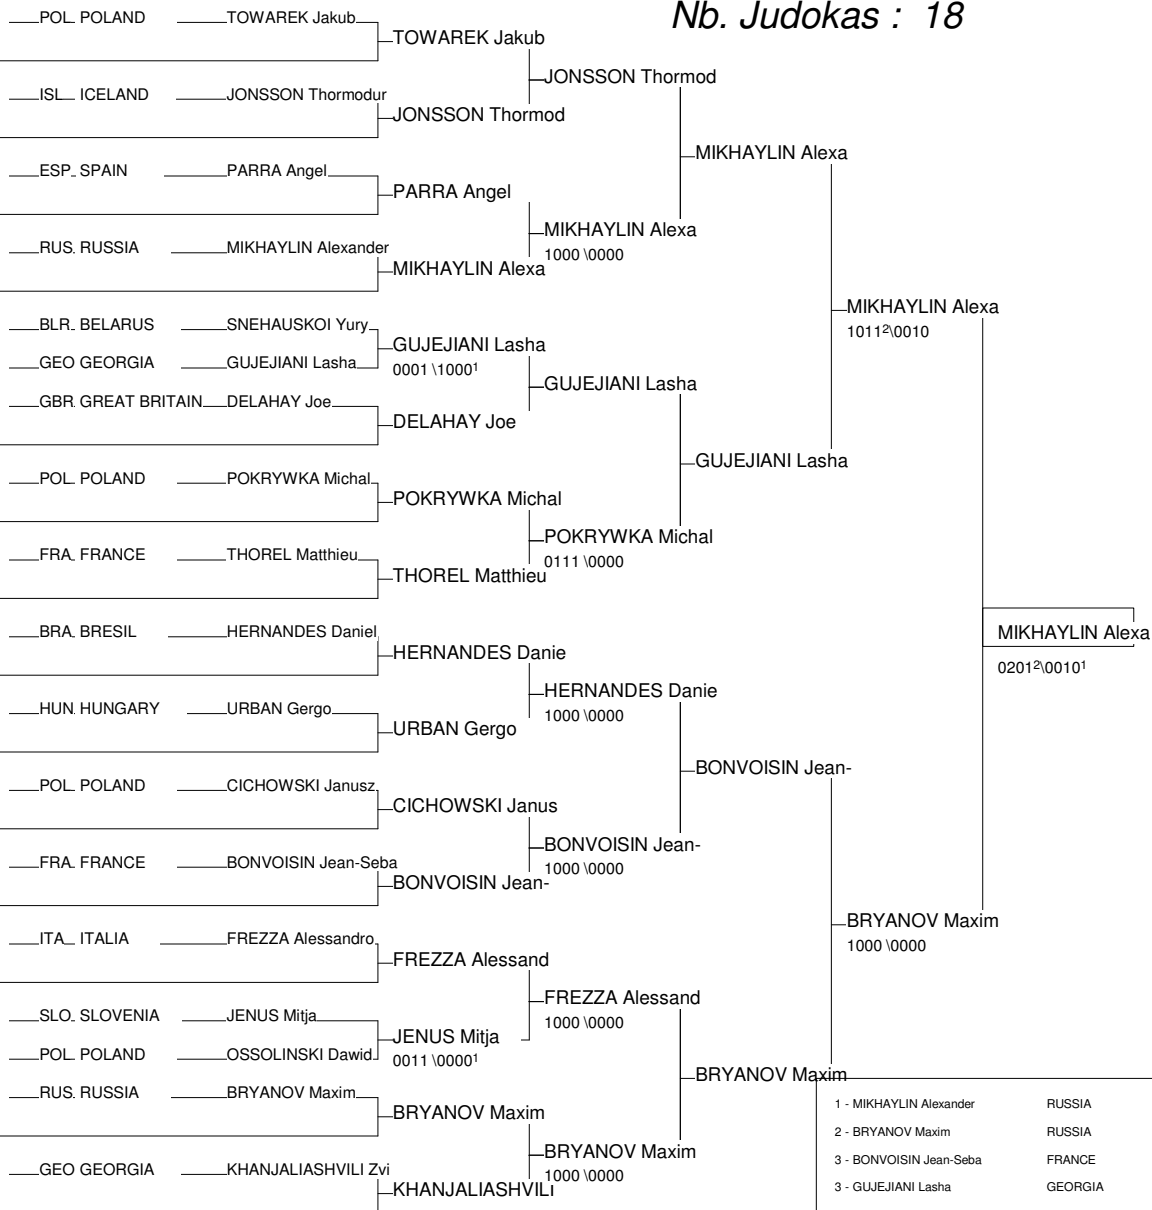 Nb. Judokas : 18
POL POLAND TOWAREK Jakub
TOWAREK Jakub
JONSSON Thormod
ISL ICELAND JONSSON Thormodur
JONSSON Thormod
MIKHAYLIN Alexa
ESP SPAIN PARRA Angel
PARRA Angel
MIKHAYLIN Alexa
1000 \0000
RUS RUSSIA MIKHAYLIN Alexander
MIKHAYLIN Alexa
MIKHAYLIN Alexa
1011²\0010
BLR BELARUS SNEHAUSKOI Yury
GUJEJIANI Lasha
0001 \1000¹
GEO GEORGIA GUJEJIANI Lasha
GUJEJIANI Lasha
GBR GREAT BRITAIN DELAHAY Joe
DELAHAY Joe
GUJEJIANI Lasha
POL POLAND POKRYWKA Michal
POKRYWKA Michal
POKRYWKA Michal
0111 \0000
FRA FRANCE THOREL Matthieu
THOREL Matthieu
MIKHAYLIN Alexa
0201²\0010¹
BRA BRESIL HERNANDES Daniel
HERNANDES Danie
HERNANDES Danie
1000 \0000
HUN HUNGARY URBAN Gergo
URBAN Gergo
BONVOISIN Jean-
POL POLAND CICHOWSKI Janusz
CICHOWSKI Janus
BONVOISIN Jean-
1000 \0000
FRA FRANCE BONVOISIN Jean-Seba
BONVOISIN Jean-
BRYANOV Maxim
1000 \0000
ITA ITALIA FREZZA Alessandro
FREZZA Alessand
FREZZA Alessand
1000 \0000
SLO SLOVENIA JENUS Mitja
JENUS Mitja
0011 \0000¹
POL POLAND OSSOLINSKI Dawid
BRYANOV Maxim
RUS RUSSIA BRYANOV Maxim
BRYANOV Maxim
BRYANOV Maxim
1000 \0000
GEO GEORGIA KHANJALIASHVILI Zvi
KHANJALIASHVILI
1 - MIKHAYLIN Alexander RUSSIA
2 - BRYANOV Maxim RUSSIA
3 - BONVOISIN Jean-Seba FRANCE
3 - GUJEJIANI Lasha GEORGIA